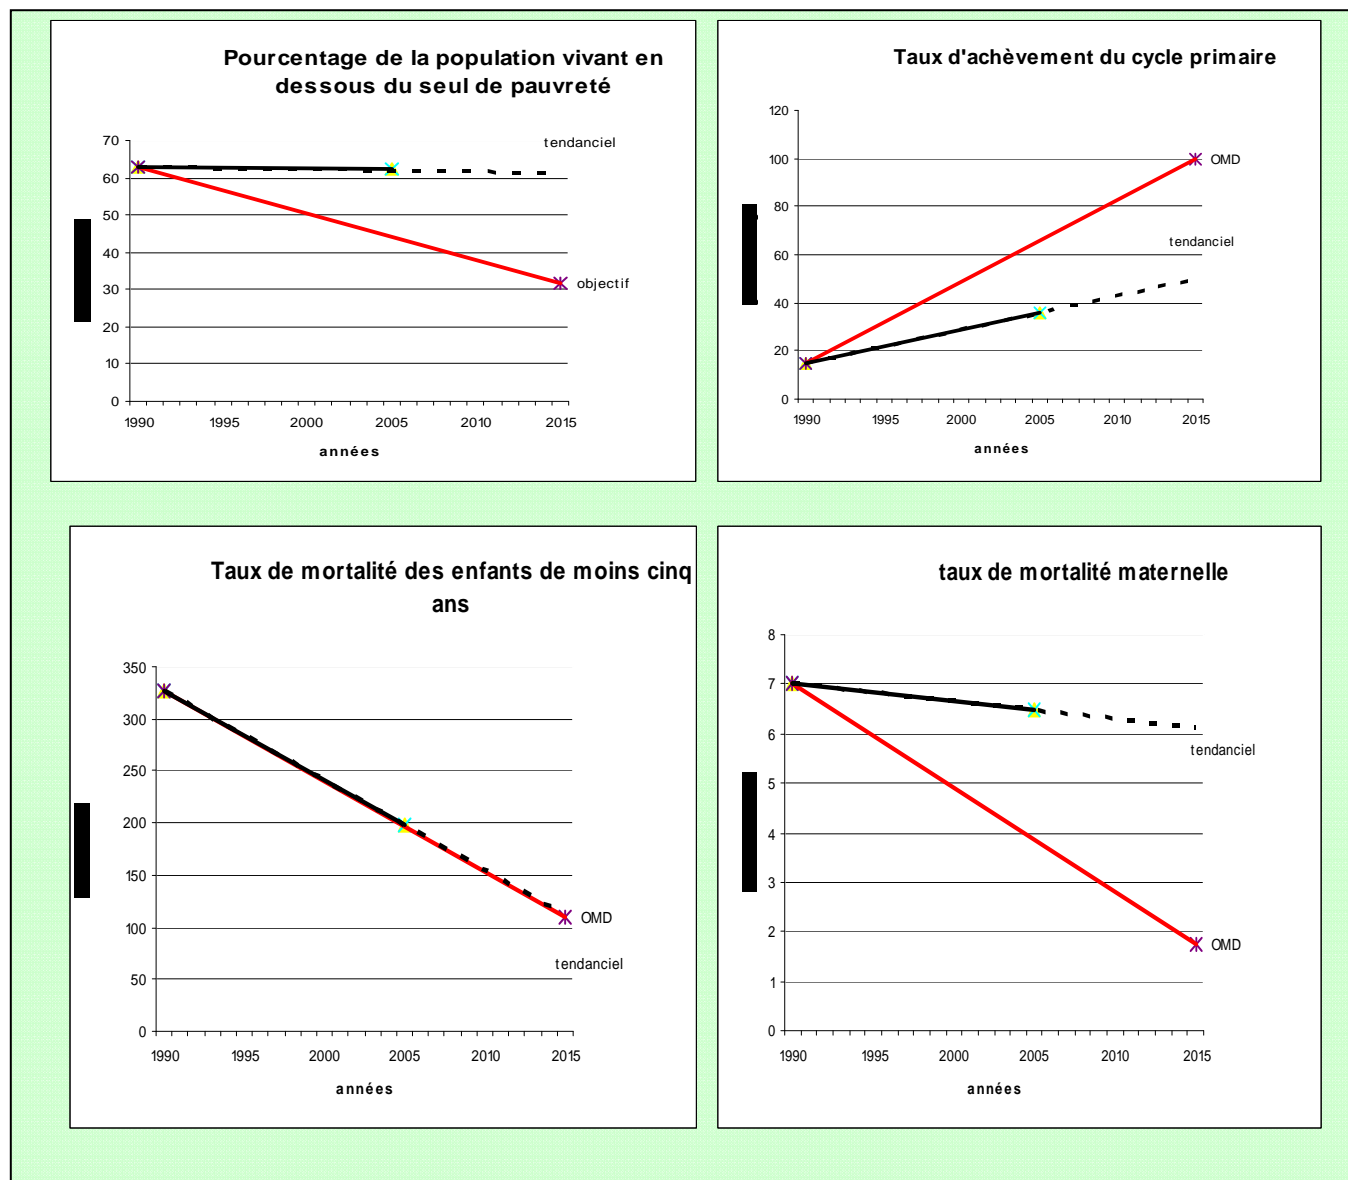 Pourcentage de la population vivant en
dessous du seul de pauvreté
70
60
50
40
30
20
10
0
tendanciel
objectif
1990 1995 2000 2005 2010 2015
années
Taux d'achèvement du cycle primaire
120
100
80
60
40
20
0
OMD
tendanciel
1990 1995 2000 2005 2010 2015
années
Taux de mortalité des enfants de moins cinq
ans
350
300
250
200
150
100
50
0
OMD
tendanciel
1990 1995 2000 2005 2010 2015
années
taux de mortalité maternelle
8
7
6
5
4
3
2
1
0
tendanciel
OMD
1990 1995 2000 2005 2010 2015
années